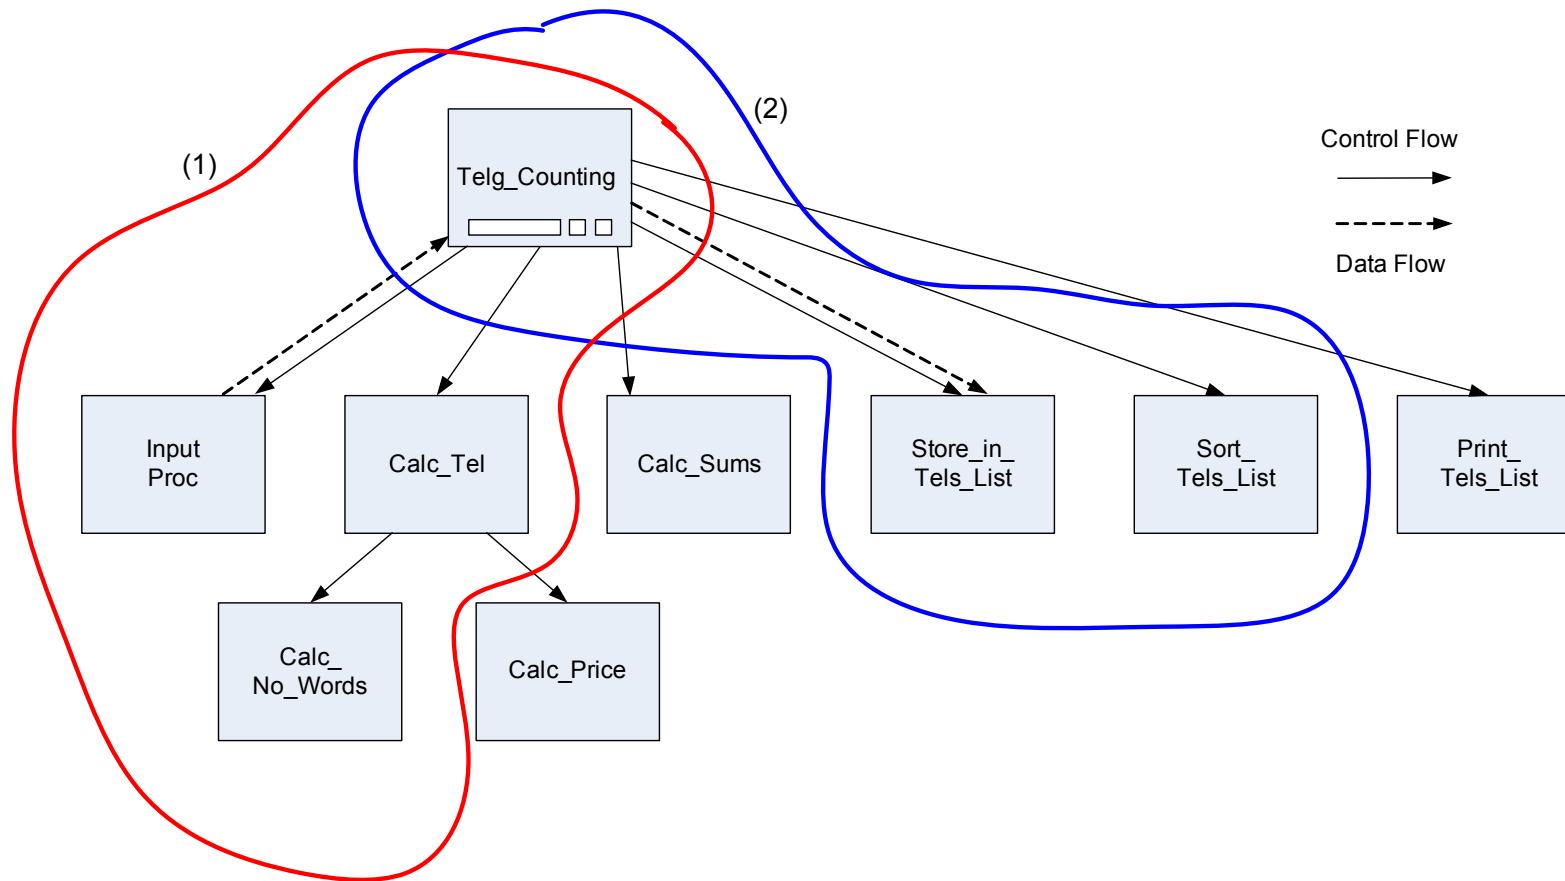 (1)
(2)
Control Flow
Data Flow
Telg_Counting
Input
Proc
Calc_Tel
Calc_Sums
Store_in_
Tels_List
Sort_
Tels_List
Print_
Tels_List
Calc_
No_Words
Calc_Price